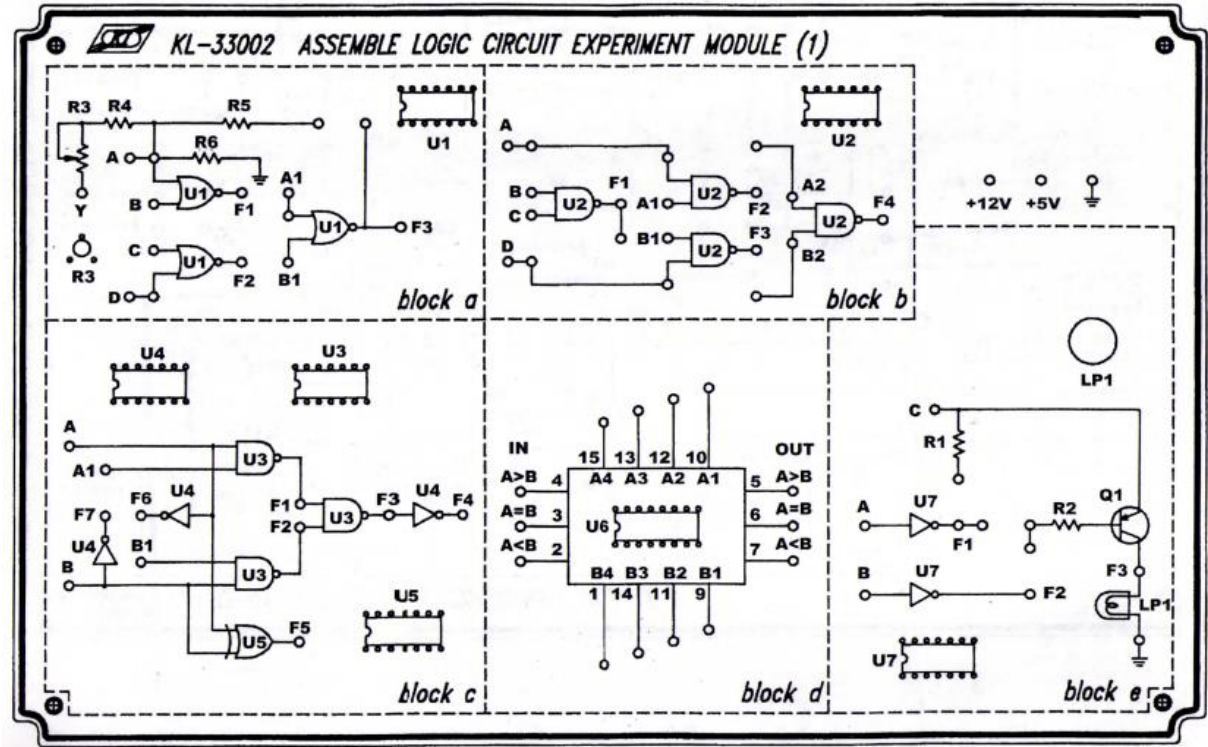 KL KL-33002 ASSEMBLE LOGIC CIRCUIT EXPERIMENT MODULE (1)
R3 R4 R5
U1
R6
A
A1
Y
B U1 F1
U1 F3
C
R3
U1 F2
B1
D
block a
A
U2
B F1
U2 A2
C U2 A1 F2
U2 F4
D B1 F3
U2 B2
block b
+12V +5V
LP1
U4 U3
A
A1 U3
F6 U4
F7
F1 U3 F3 U4 F4
F2
U4 B1
B U3
U5
U5 F5
block c
IN 15 13 12 10 OUT
A>B 4 A4 A3 A2 A1 5 A>B
A=B 3 U6 6 A=B
A<B 2 7 A<B
B4 B3 B2 B1
1 14 11 9
block d
C
R1
Q1
A U7 R2
F1
F3
B U7 F2 LP1
U7
block e